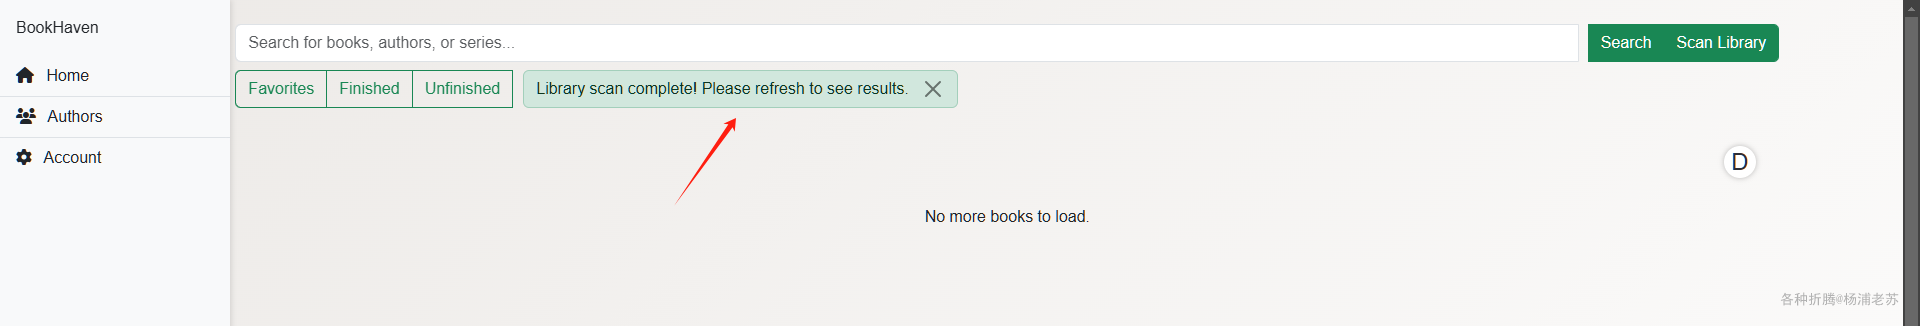 BookHaven
Home
Authors
Account
Search for books, authors, or series...
Search
Scan Library
Favorites
Finished
Unfinished
Library scan complete! Please refresh to see results.
D
No more books to load.
各种折腾@杨浦老苏